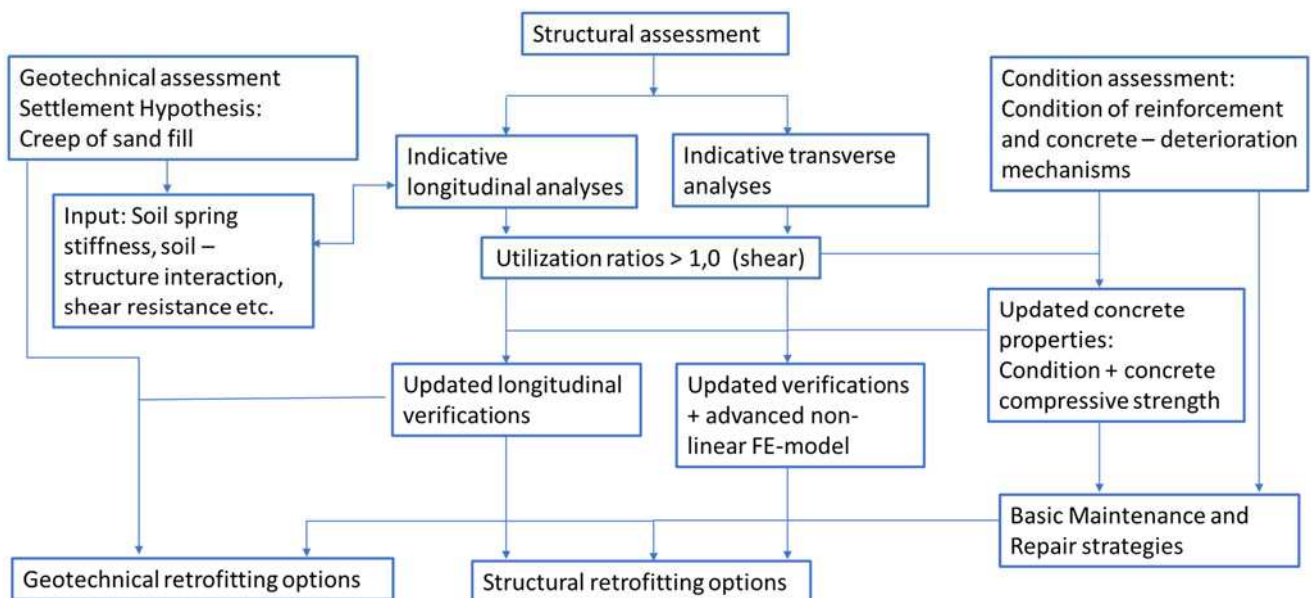 Structural assessment
Geotechnical assessment
Settlement Hypothesis:
Creep of sand fill
Condition assessment:
Condition of reinforcement
and concrete – deterioration
mechanisms
Indicative
longitudinal analyses
Indicative transverse
analyses
Input: Soil spring
stiffness, soil –
structure interaction,
shear resistance etc.
Utilization ratios > 1,0 (shear)
Updated concrete
properties:
Condition + concrete
compressive strength
Updated longitudinal
verifications
Updated verifications
+ advanced non-
linear FE-model
Basic Maintenance and
Repair strategies
Geotechnical retrofitting options
Structural retrofitting options